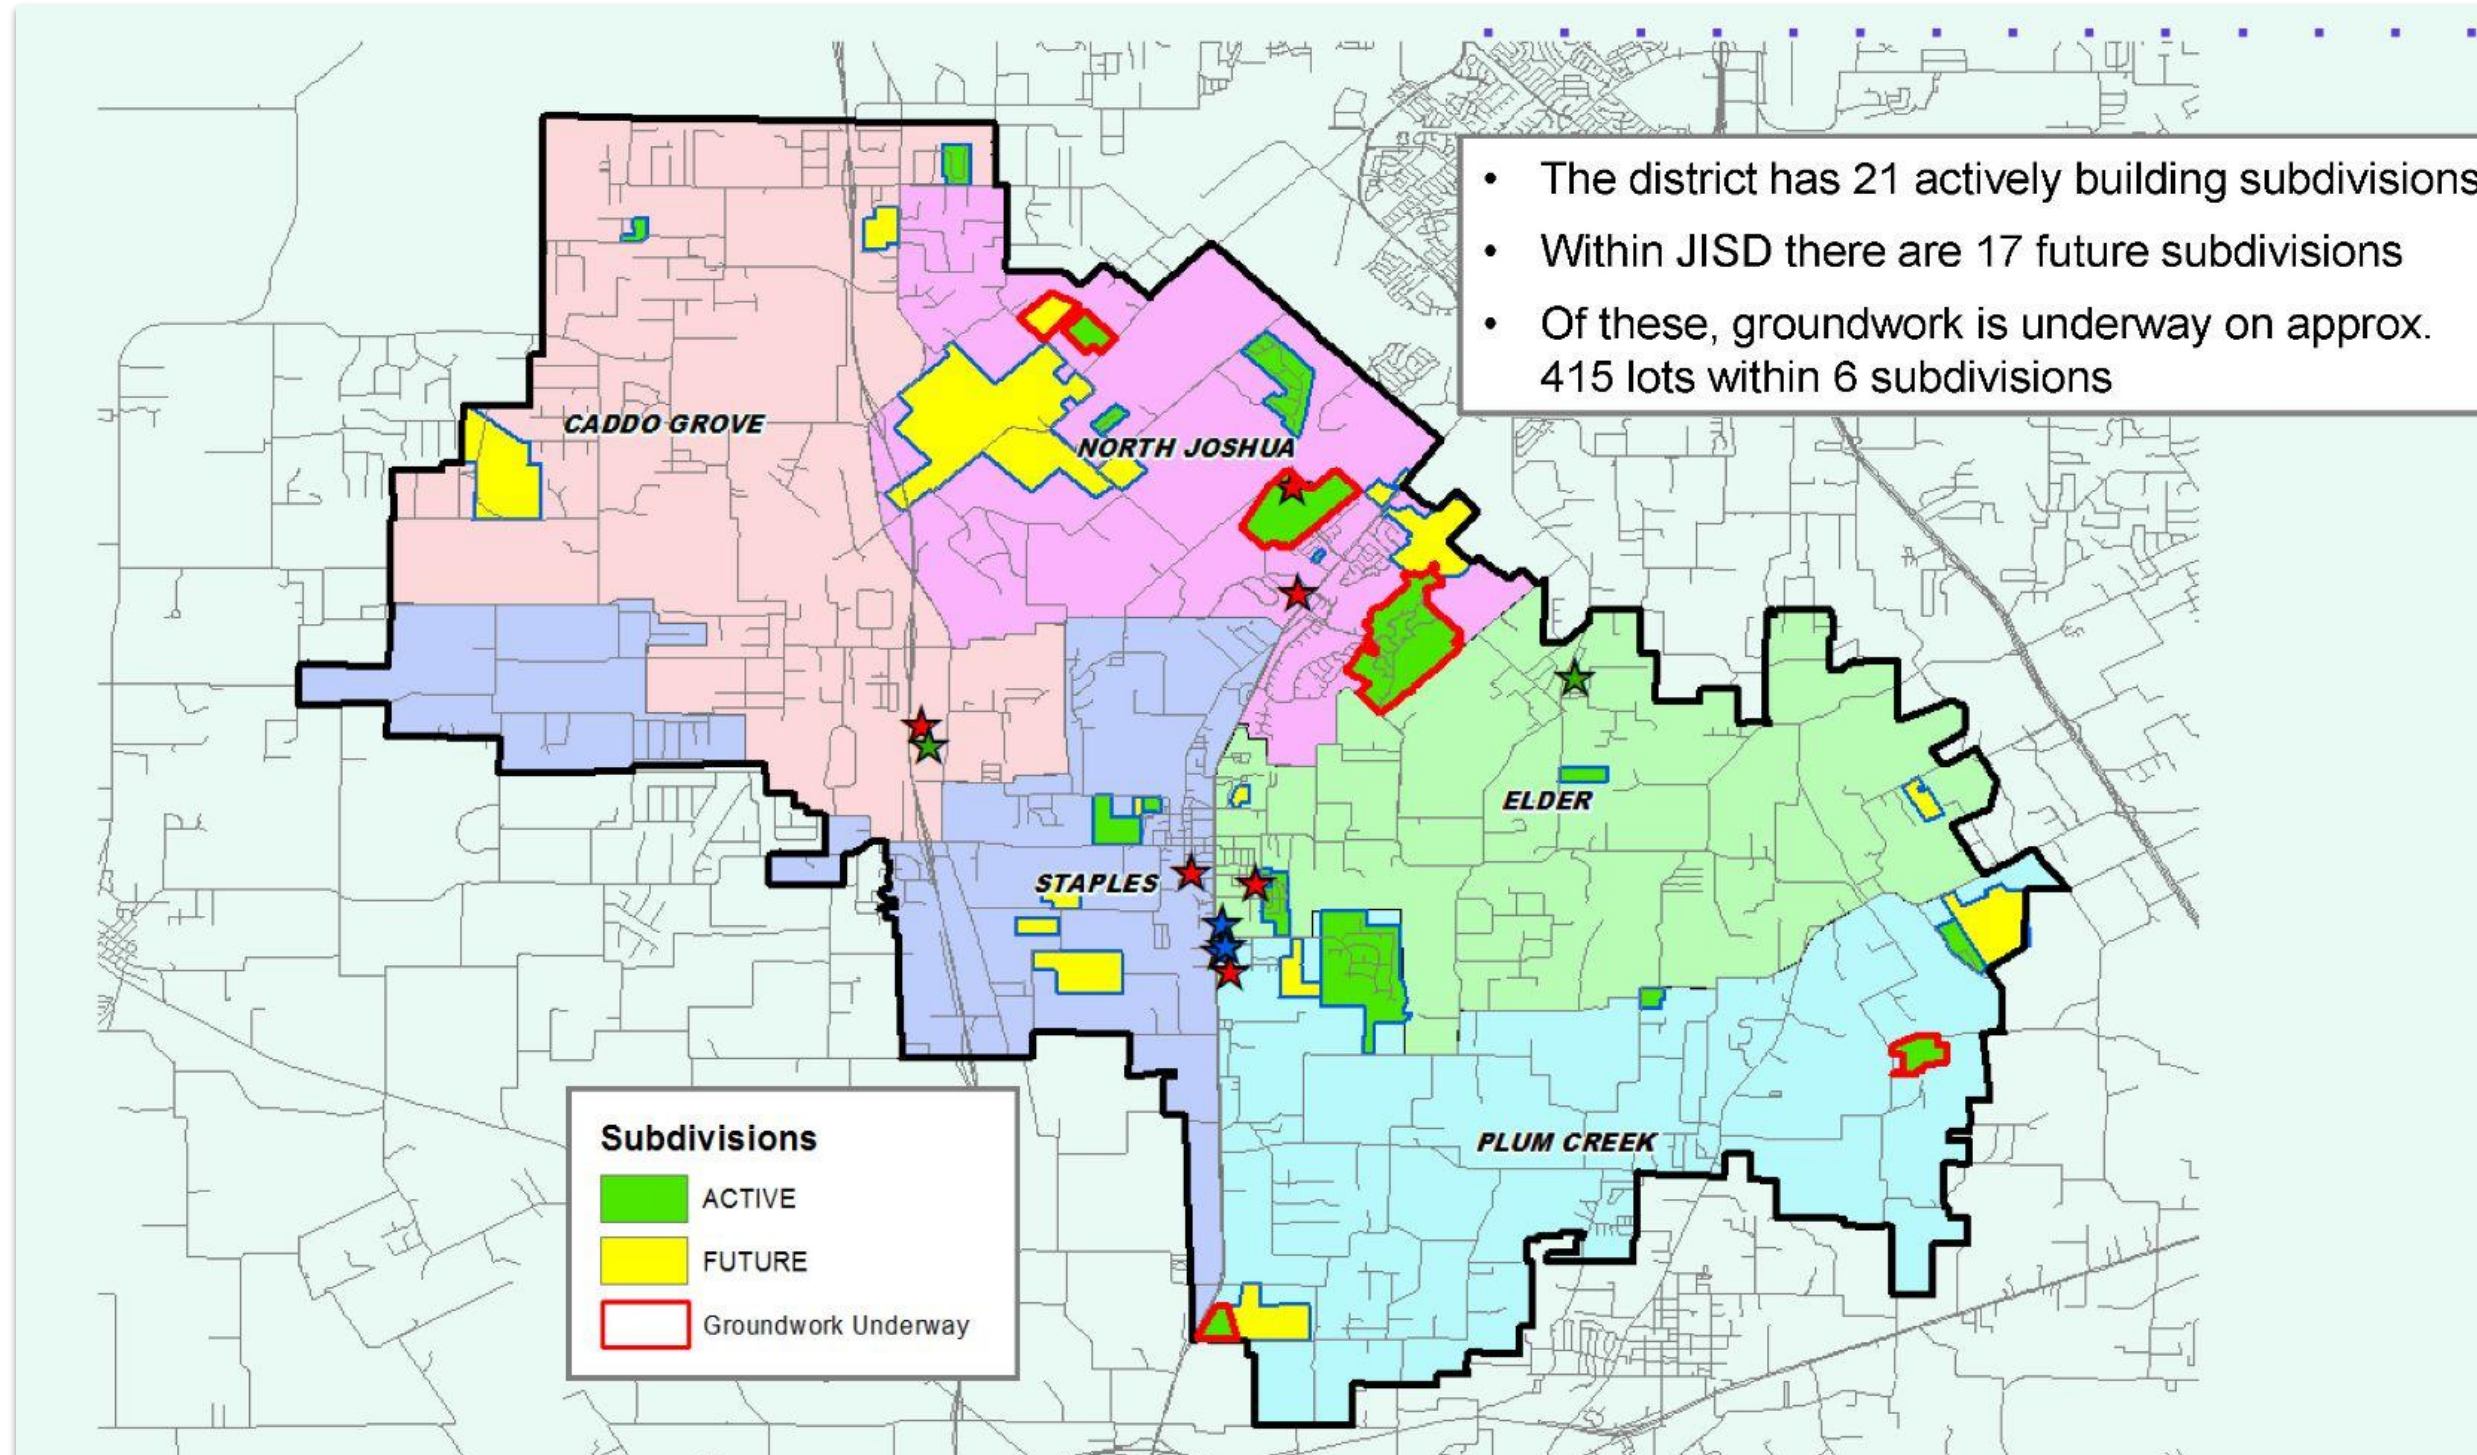 • The district has 21 actively building subdivisions
• Within JISD there are 17 future subdivisions
• Of these, groundwork is underway on approx.
415 lots within 6 subdivisions
CADDO GROVE
NORTH JOSHUA
ELDER
STAPLES
PLUM CREEK
Subdivisions
ACTIVE
FUTURE
Groundwork Underway